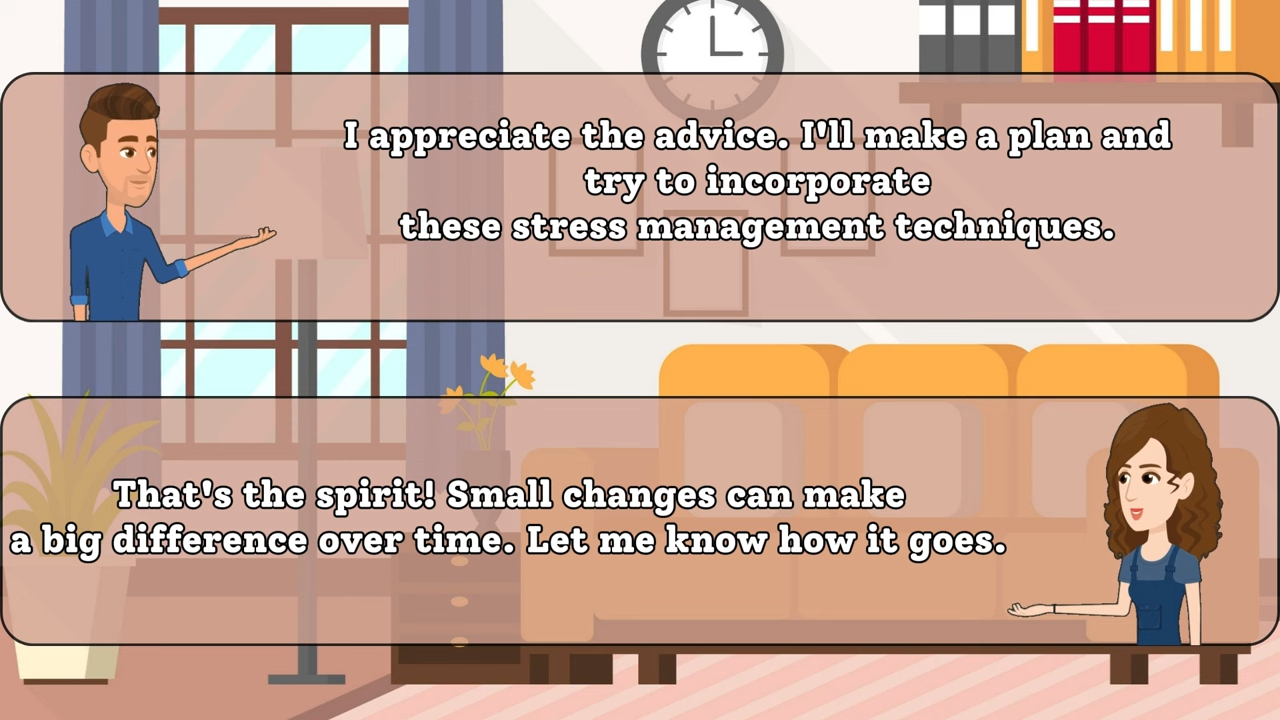 I appreciate the advice. I'll make a plan and
try to incorporate
these stress management techniques.
That's the spirit! Small changes can make
a big difference over time. Let me know how it goes.